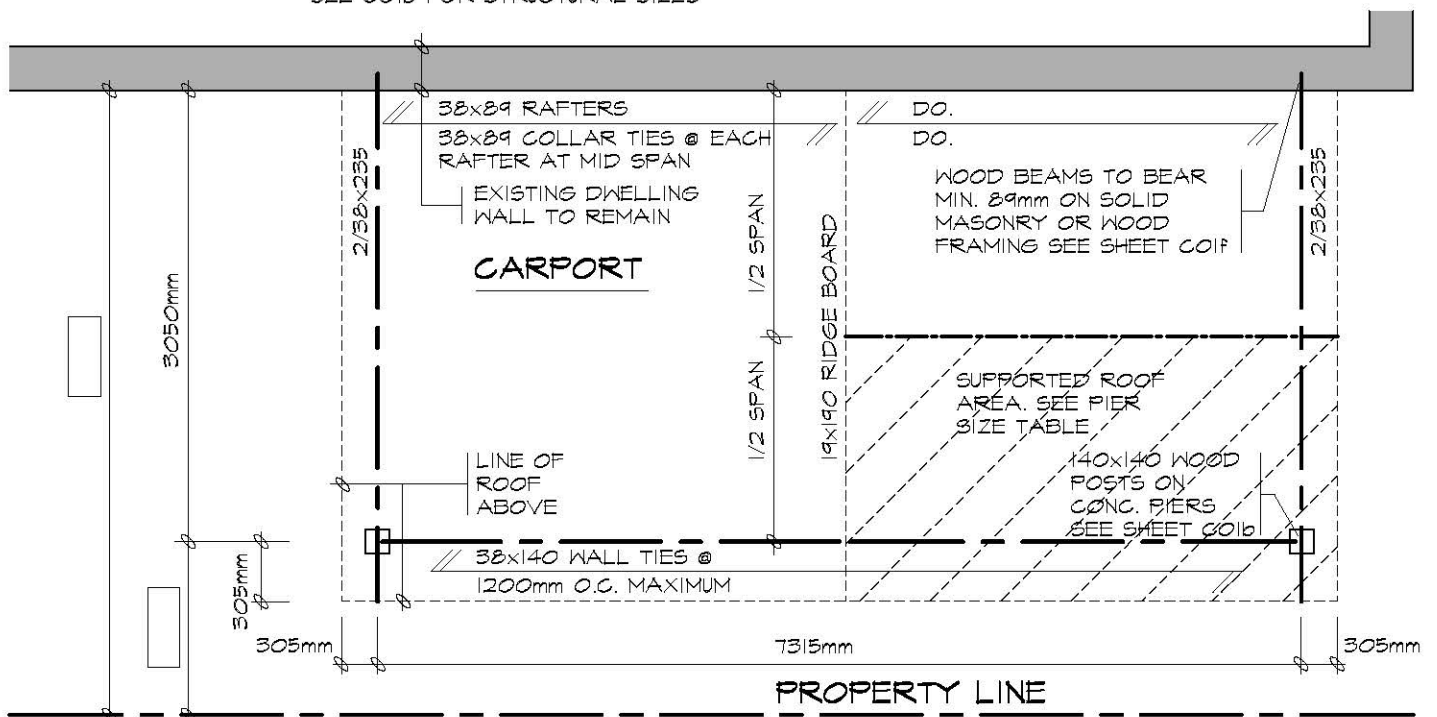 38x89 RAFTERS
38x89 COLLAR TIES @ EACH
RAFTER AT MID SPAN
EXISTING DWELLING
WALL TO REMAIN
CARPORT
DO.
DO.
WOOD BEAMS TO BEAR
MIN. 89mm ON SOLID
MASONRY OR WOOD
FRAMING SEE SHEET
2/38x235
2/38x235
3050mm
1/2 SPAN
1/2 SPAN
19x190 RIDGE BOARD
SUPPORTED ROOF
AREA. SEE PIER
SIZE TABLE
LINE OF
ROOF
ABOVE
140x140 WOOD
POSTS ON
CONC. PIERS
SEE SHEET C01b
38x140 WALL TIES @
1200mm O.C. MAXIMUM
305mm
305mm
7315mm
305mm
PROPERTY LINE